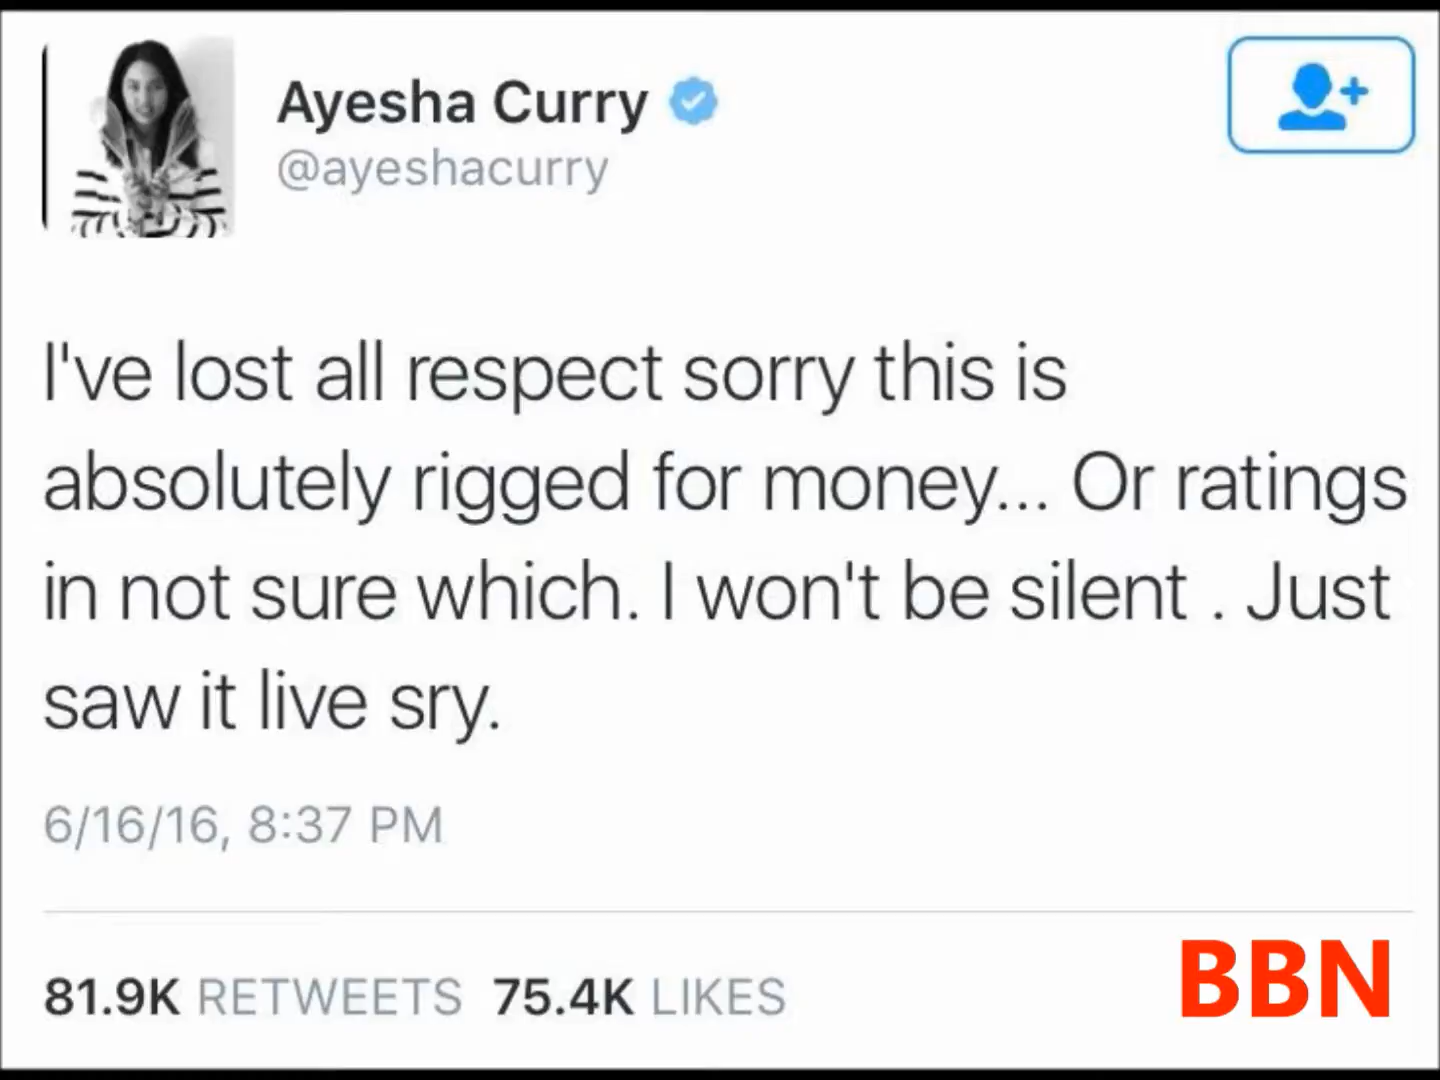 Ayesha Curry
@ayeshacurry
I've lost all respect sorry this is
absolutely rigged for money... Or ratings
in not sure which. I won't be silent . Just
saw it live sry.
6/16/16, 8:37 PM
81.9K RETWEETS 75.4K LIKES
BBN